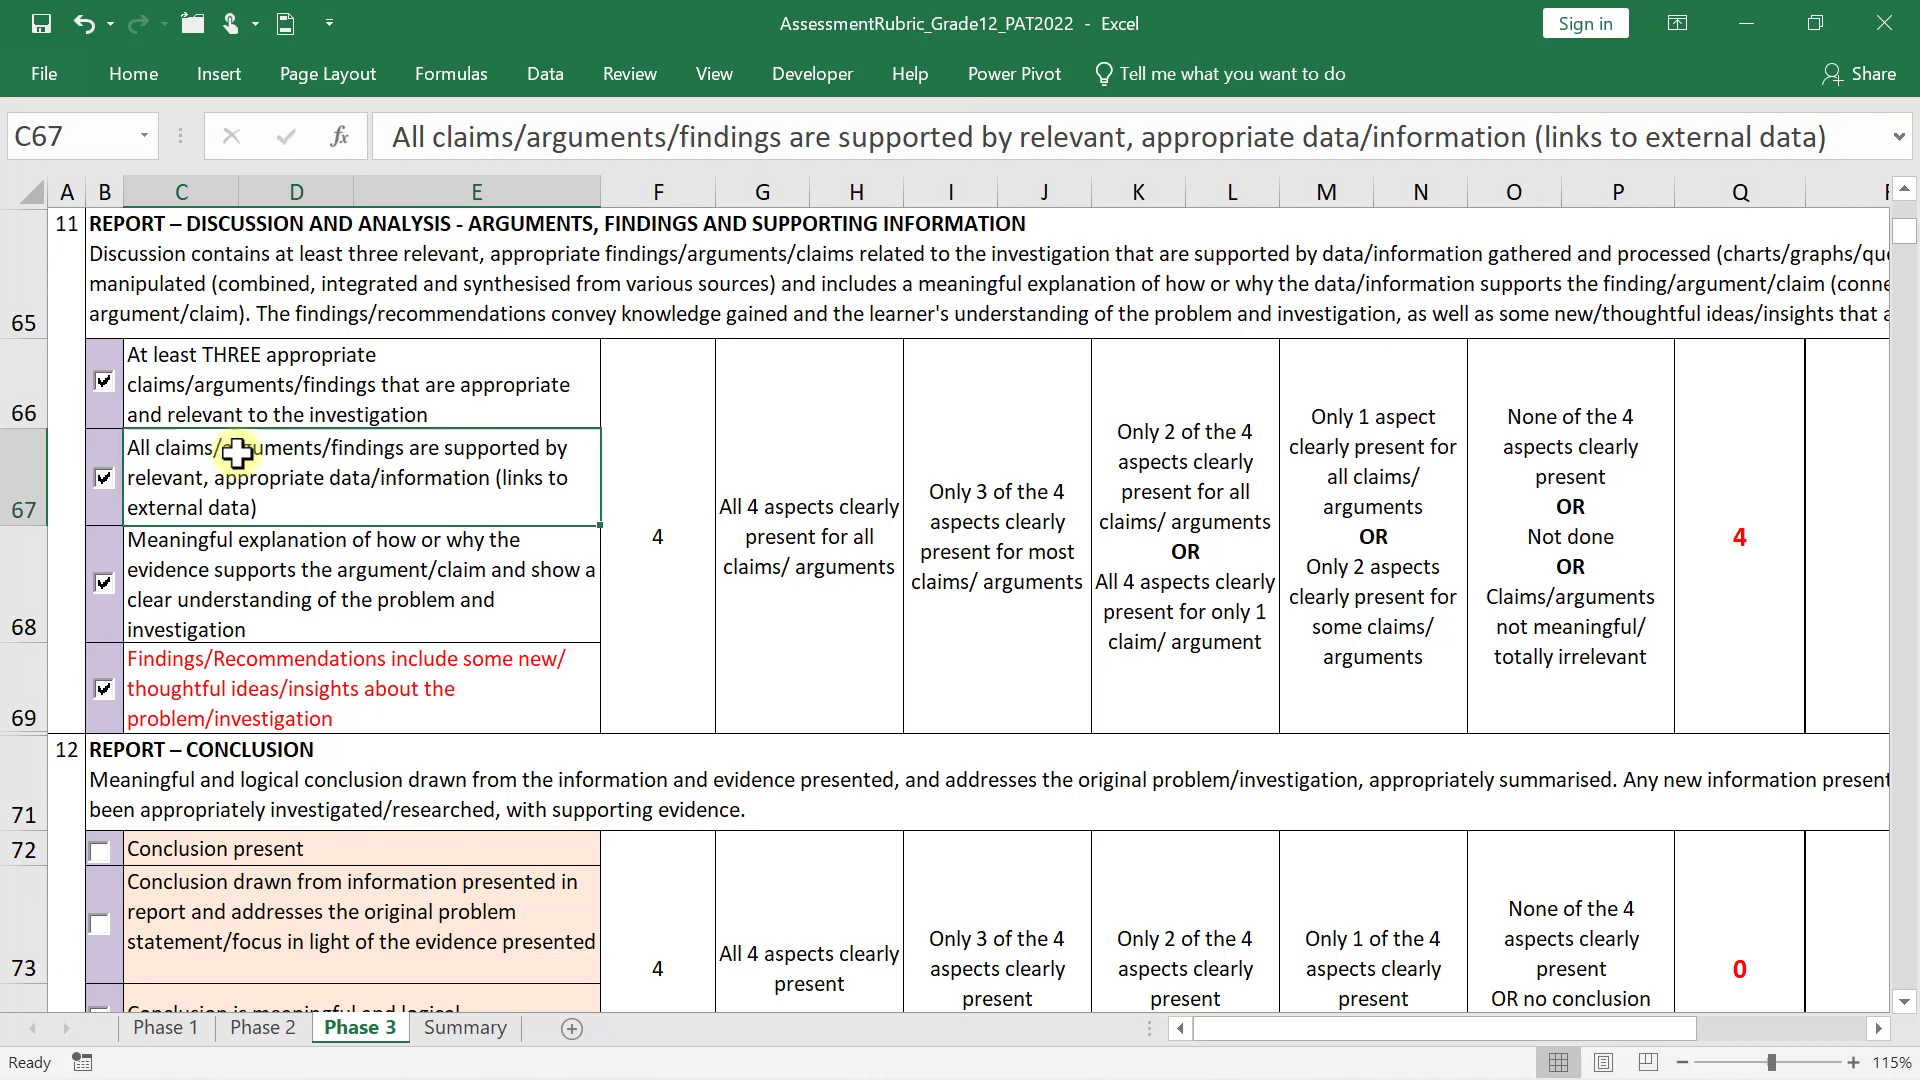 AssessmentRubric_Grade12_PAT2022 - Excel
Sign in
File Home Insert Page Layout Formulas Data Review View Developer Help Power Pivot Tell me what you want to do Share
C67
fx
All claims/arguments/findings are supported by relevant, appropriate data/information (links to external data)
A B C D E F G H I J K L M N O P Q
11 REPORT – DISCUSSION AND ANALYSIS - ARGUMENTS, FINDINGS AND SUPPORTING INFORMATION
Discussion contains at least three relevant, appropriate findings/arguments/claims related to the investigation that are supported by data/information gathered and processed (charts/graphs/que
manipulated (combined, integrated and synthesised from various sources) and includes a meaningful explanation of how or why the data/information supports the finding/argument/claim (conne
argument/claim). The findings/recommendations convey knowledge gained and the learner's understanding of the problem and investigation, as well as some new/thoughtful ideas/insights that a
65
At least THREE appropriate
claims/arguments/findings that are appropriate
and relevant to the investigation
66
All claims/arguments/findings are supported by
relevant, appropriate data/information (links to
external data)
67
Meaningful explanation of how or why the
evidence supports the argument/claim and show a
clear understanding of the problem and
investigation
68
Findings/Recommendations include some new/
thoughtful ideas/insights about the
problem/investigation
69
4
All 4 aspects clearly
present for all
claims/ arguments
Only 3 of the 4
aspects clearly
present for most
claims/ arguments
Only 2 of the 4
aspects clearly
present for all
claims/ arguments
OR
All 4 aspects clearly
present for only 1
claim/ argument
Only 1 aspect
clearly present for
all claims/
arguments
OR
Only 2 aspects
clearly present for
some claims/
arguments
None of the 4
aspects clearly
present
OR
Not done
OR
Claims/arguments
not meaningful/
totally irrelevant
4
12 REPORT – CONCLUSION
Meaningful and logical conclusion drawn from the information and evidence presented, and addresses the original problem/investigation, appropriately summarised. Any new information present
been appropriately investigated/researched, with supporting evidence.
71
72
Conclusion present
Conclusion drawn from information presented in
report and addresses the original problem
statement/focus in light of the evidence presented
73
Conclusion is meaningful and logical
4
All 4 aspects clearly
present
Only 3 of the 4
aspects clearly
present
Only 2 of the 4
aspects clearly
present
Only 1 of the 4
aspects clearly
present
None of the 4
aspects clearly
present
OR no conclusion
0
Phase 1 Phase 2 Phase 3 Summary
Ready
115%